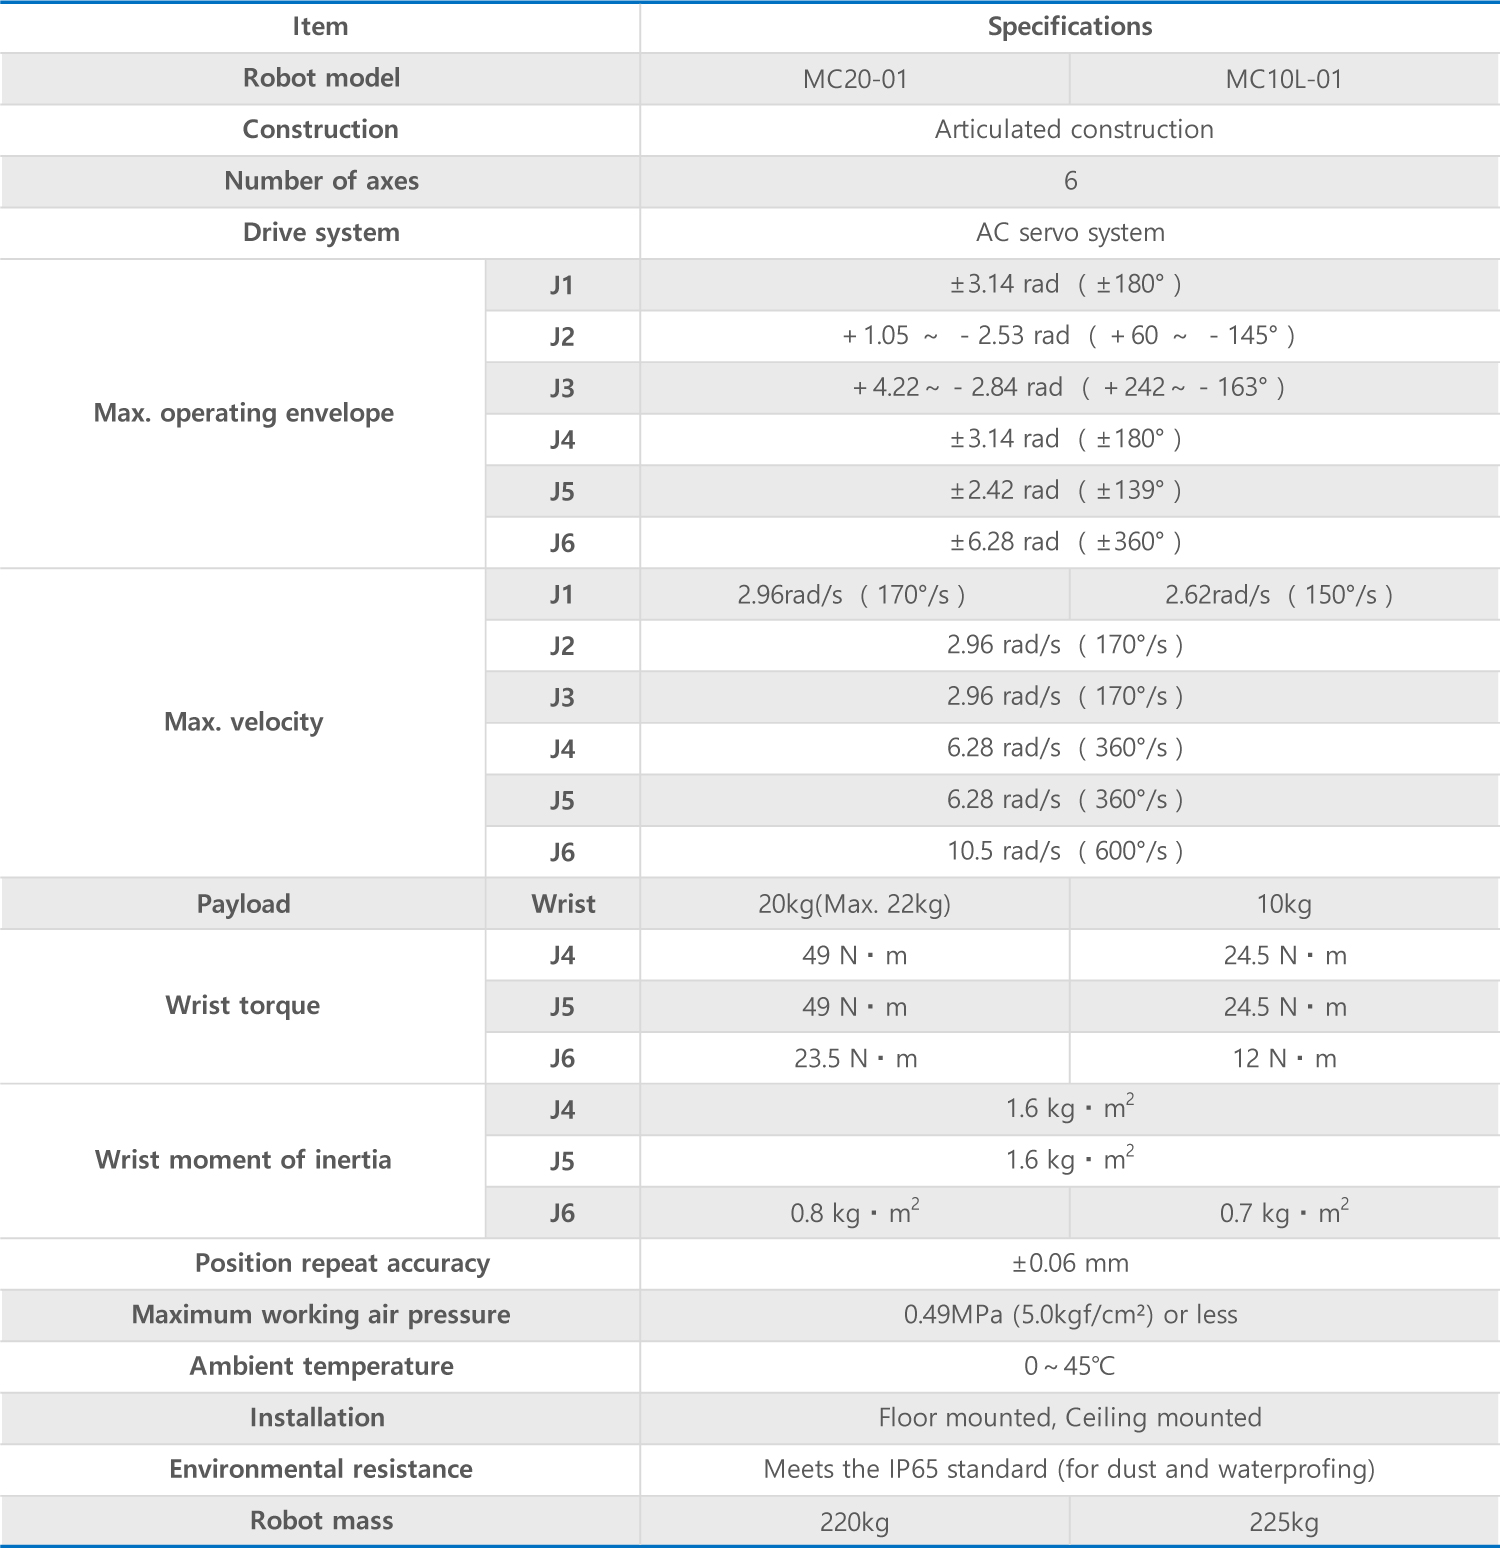 Item Specifications
Robot model MC20-01 MC10L-01
Construction Articulated construction
Number of axes 6
Drive system AC servo system
Max. operating envelope
J1 ±3.14 rad ( ±180° )
J2 +1.05 ~ - 2.53 rad ( +60 ~ - 145° )
J3 +4.22~ - 2.84 rad ( +242~ - 163° )
J4 ±3.14 rad ( ±180° )
J5 ±2.42 rad ( ±139° )
J6 ±6.28 rad ( ±360° )
Max. velocity
J1 2.96rad/s ( 170°/s ) 2.62rad/s ( 150°/s )
J2 2.96 rad/s ( 170°/s )
J3 2.96 rad/s ( 170°/s )
J4 6.28 rad/s ( 360°/s )
J5 6.28 rad/s ( 360°/s )
J6 10.5 rad/s ( 600°/s )
Payload Wrist 20kg(Max. 22kg) 10kg
Wrist torque
J4 49 N・m 24.5 N・m
J5 49 N・m 24.5 N・m
J6 23.5 N・m 12 N・m
Wrist moment of inertia
J4 1.6 kg・m²
J5 1.6 kg・m²
J6 0.8 kg・m² 0.7 kg・m²
Position repeat accuracy ±0.06 mm
Maximum working air pressure 0.49MPa (5.0kgf/cm²) or less
Ambient temperature 0~45℃
Installation Floor mounted, Ceiling mounted
Environmental resistance Meets the IP65 standard (for dust and waterprofing)
Robot mass 220kg 225kg